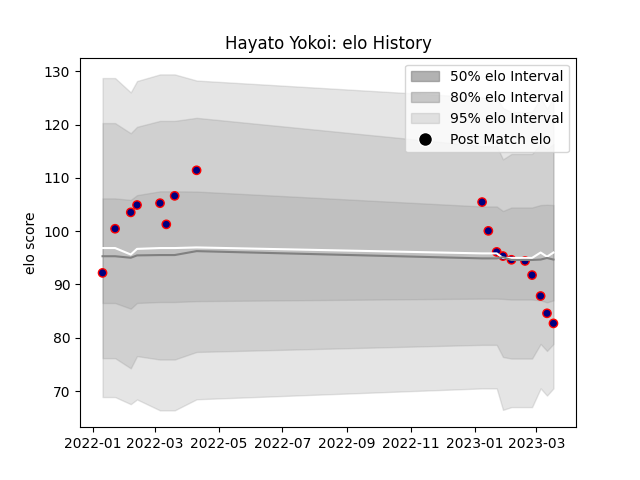 Hayato Yokoi: elo History
elo score
130
120
110
100
90
80
70
50% elo Interval
80% elo Interval
95% elo Interval
Post Match elo
2022-01 2022-03 2022-05 2022-07 2022-09 2022-11 2023-01 2023-03